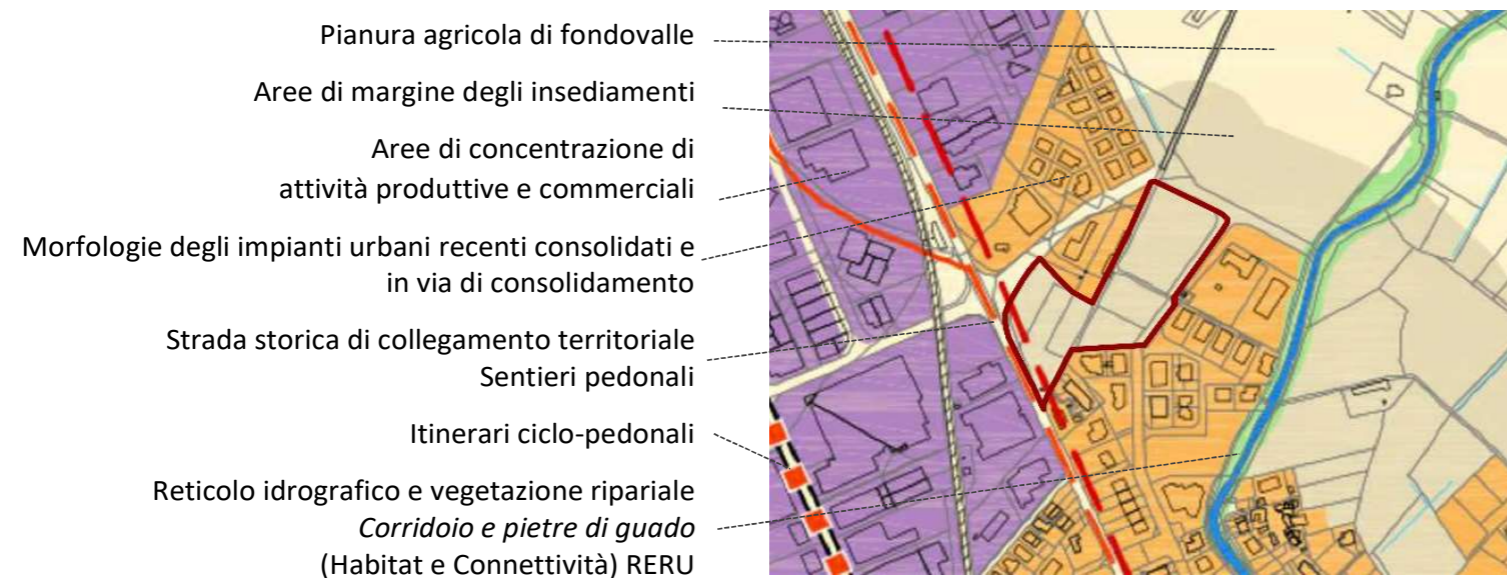 Pianura agricola di fondovalle
Aree di margine degli insediamenti
Aree di concentrazione di
attività produttive e commerciali
Morfologie degli impianti urbani recenti consolidati e
in via di consolidamento
Strada storica di collegamento territoriale
Sentieri pedonali
Itinerari ciclo-pedonali
Reticolo idrografico e vegetazione ripariale
Corridoio e pietre di guado
(Habitat e Connettività) RERU